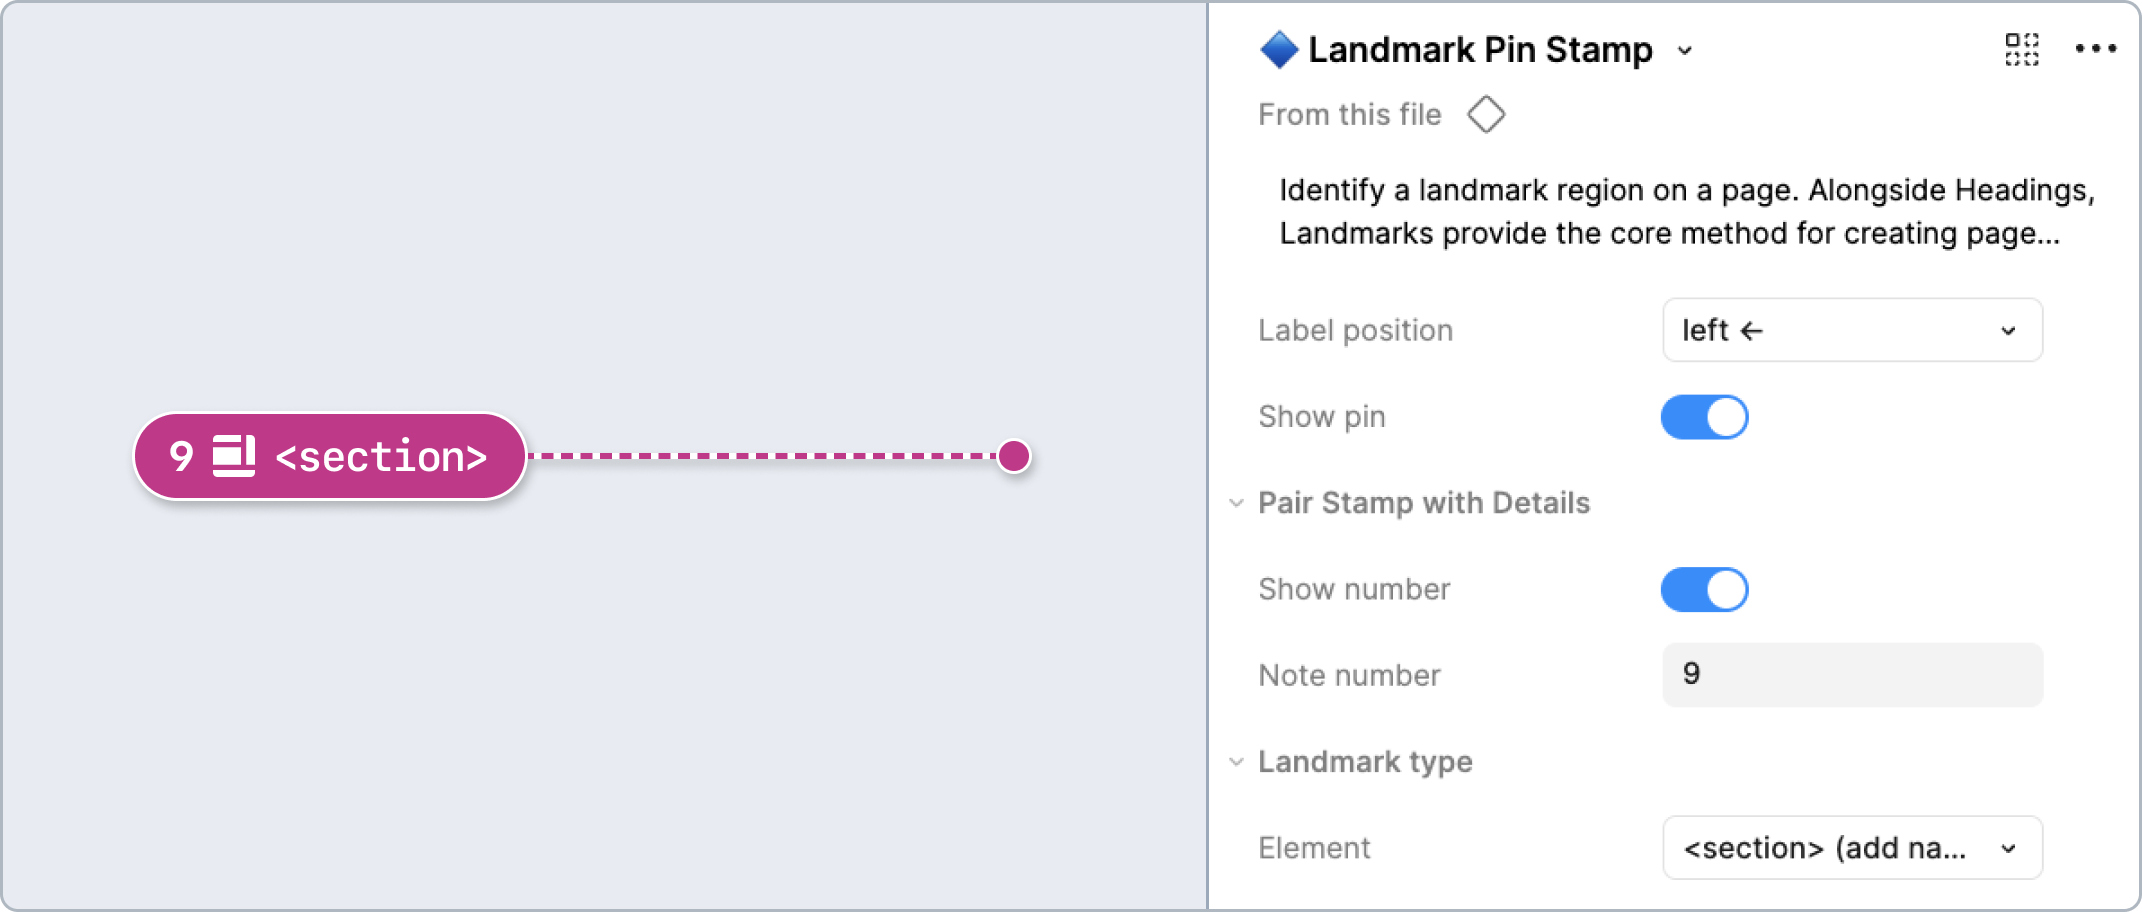 9 <section>
Landmark Pin Stamp
From this file
Identify a landmark region on a page. Alongside Headings,
Landmarks provide the core method for creating page...
Label position
left ←
Show pin
Pair Stamp with Details
Show number
Note number
9
Landmark type
Element
<section> (add na...